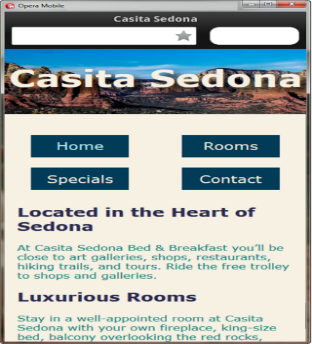 Opera Mobile
Casita Sedona
Casita Sedona
Home Rooms
Specials Contact
Located in the Heart of
Sedona
At Casita Sedona Bed & Breakfast you'll be
close to art galleries, shops, restaurants,
hiking trails, and tours. Ride the free trolley
to shops and galleries.
Luxurious Rooms
Stay in a well-appointed room at Casita
Sedona with your own fireplace, king-size
bed, balcony overlooking the red rocks,